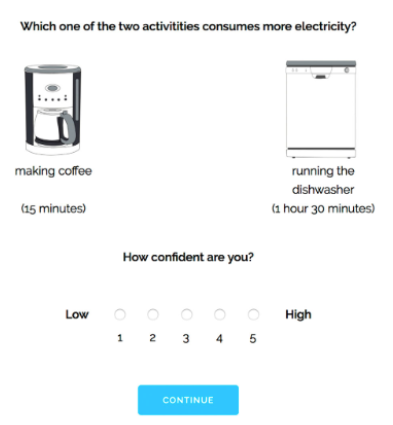 Which one of the two activitities consumes more electricity?
making coffee
(15 minutes)
running the
dishwasher
(1 hour 30 minutes)
How confident are you?
Low
High
1 2 3 4 5
CONTINUE